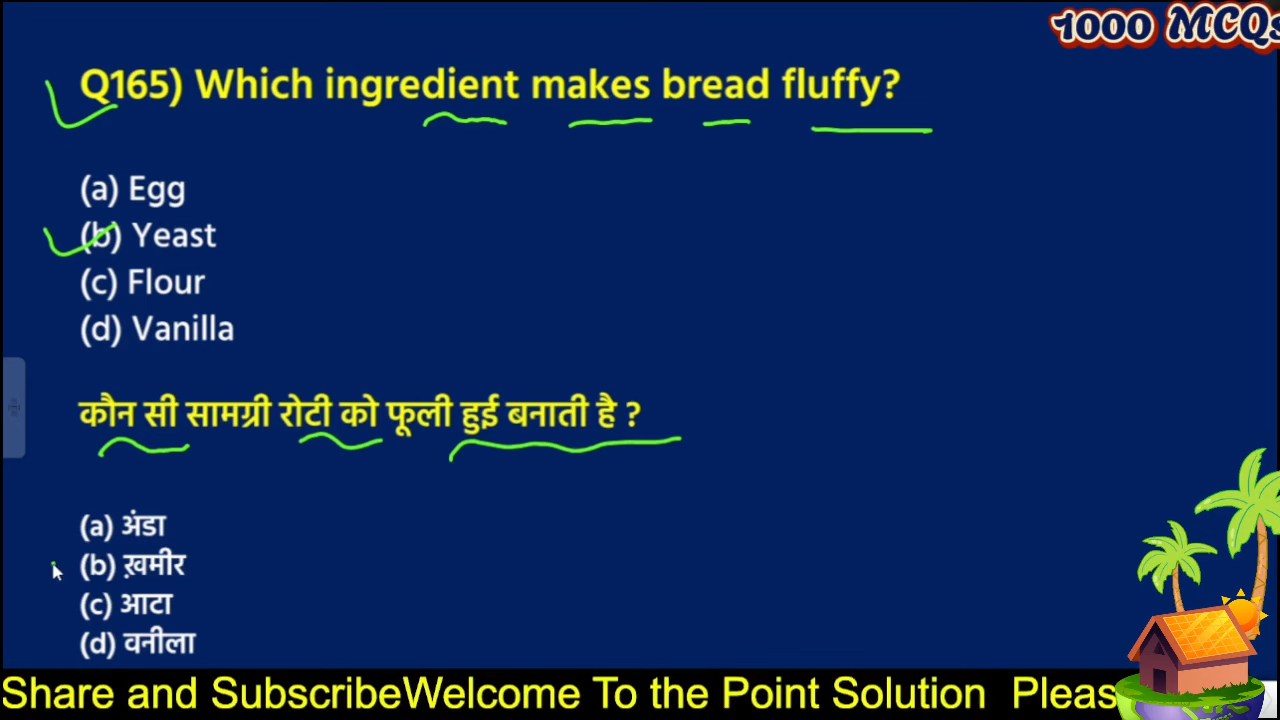 1000 MCQs
Q165) Which ingredient makes bread fluffy?
(a) Egg
(b) Yeast
(c) Flour
(d) Vanilla
कौन सी सामग्री रोटी को फूली हुई बनाती है ?
(a) अंडा
(b) ख़मीर
(c) आटा
(d) वनीला
Share and SubscribeWelcome To the Point Solution Pleas